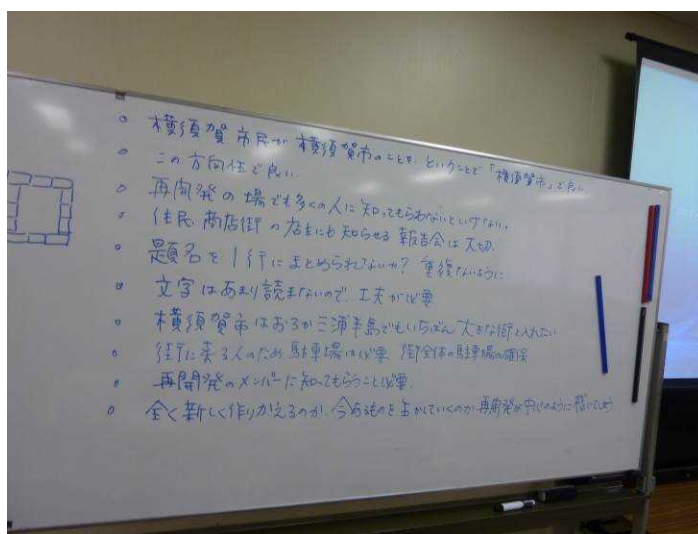 横須賀市民が横須賀市のことを、ということで「横須賀市」で良い
この方向性で良い
再開発の場でも多くの人に知ってもらわないといけない。
住民、商店街の店主にも知らせる 報告会は大切
題名を1行にまとめられないか? 重複ないように
文字はあまり読まないので、工夫が必要
横須賀市はおろか三浦半島でもいちばん大きな街と入れたい
街に来る人のため駐車場は必要 街全体の駐車場の確保
再開発のメンバーに知ってもらうこと必要
全く新しく作りかえるのか、今あるものを生かしていくのか 再開発が中心のように感じてしまう